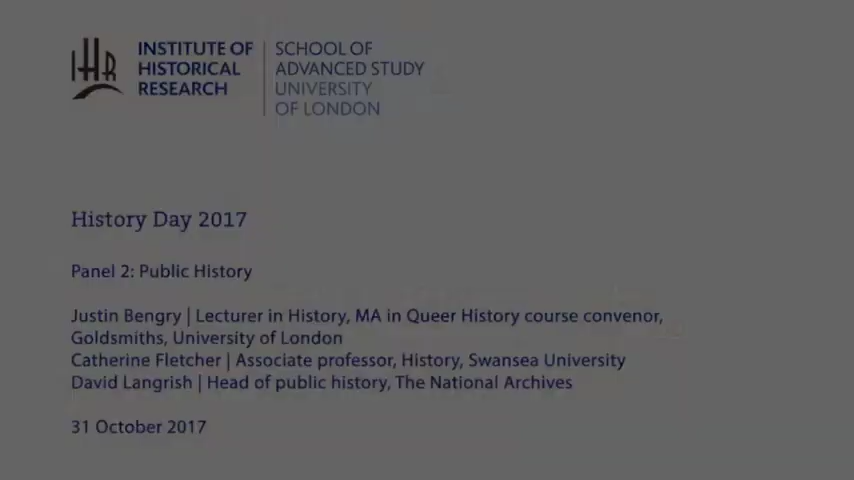 IHR
INSTITUTE OF
HISTORICAL
RESEARCH
SCHOOL OF
ADVANCED STUDY
UNIVERSITY
OF LONDON
History Day 2017
Panel 2: Public History
Justin Bengry | Lecturer in History, MA in Queer History course convenor,
Goldsmiths, University of London
Catherine Fletcher | Associate professor, History, Swansea University
David Langrish | Head of public history, The National Archives
31 October 2017